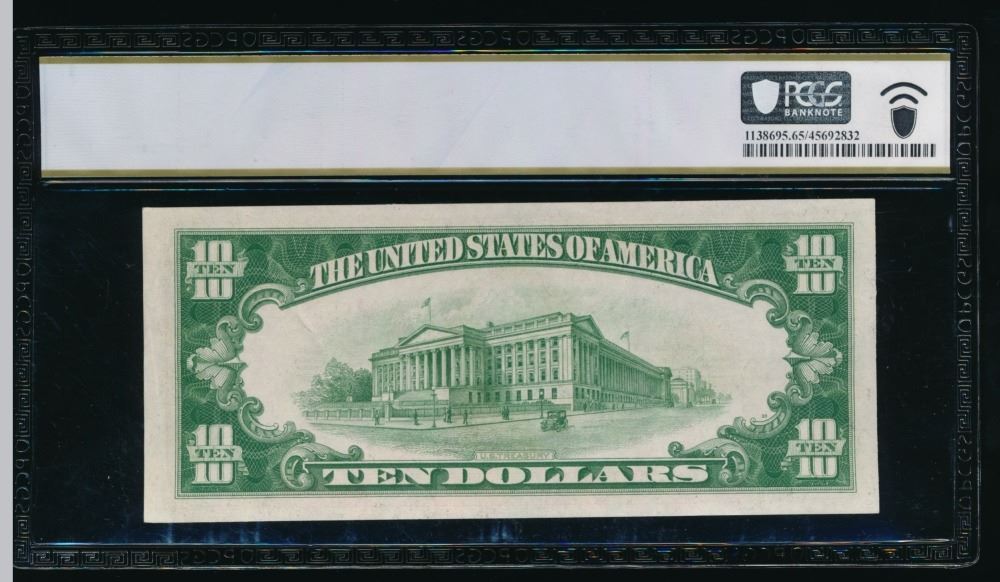 PCGS
BANKNOTE
1138695.65/45692832
10 TEN 10
THE UNITED STATES OF AMERICA
10 TEN 10
10 TEN 10
U.S. TREASURY
10 TEN 10
TEN DOLLARS